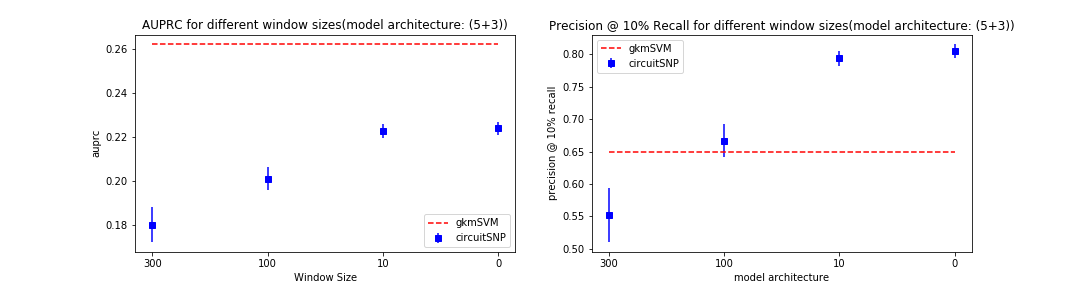 AUPRC for different window sizes(model architecture: (5+3))
0.26
0.24
0.22
0.20
0.18
auprc
300
100
10
0
Window Size
gkmSVM
circuitSNP
Precision @ 10% Recall for different window sizes(model architecture: (5+3))
0.80
0.75
0.70
0.65
0.60
0.55
0.50
precision @ 10% recall
300
100
10
0
model architecture
gkmSVM
circuitSNP